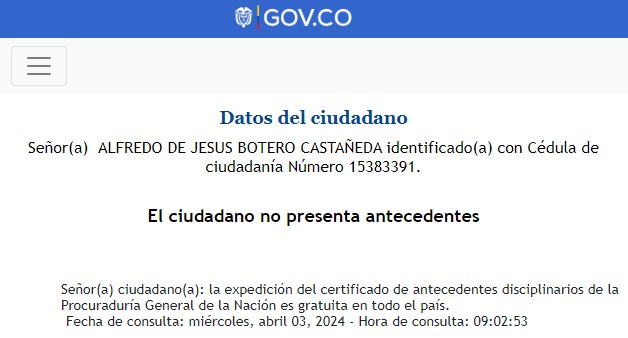 GOV.CO
Datos del ciudadano
Señor(a) ALFREDO DE JESUS BOTERO CASTAÑEDA identificado(a) con Cédula de
ciudadanía Número 15383391.
El ciudadano no presenta antecedentes
Señor(a) ciudadano(a): la expedición del certificado de antecedentes disciplinarios de la
Procuraduría General de la Nación es gratuita en todo el país.
Fecha de consulta: miércoles, abril 03, 2024 - Hora de consulta: 09:02:53